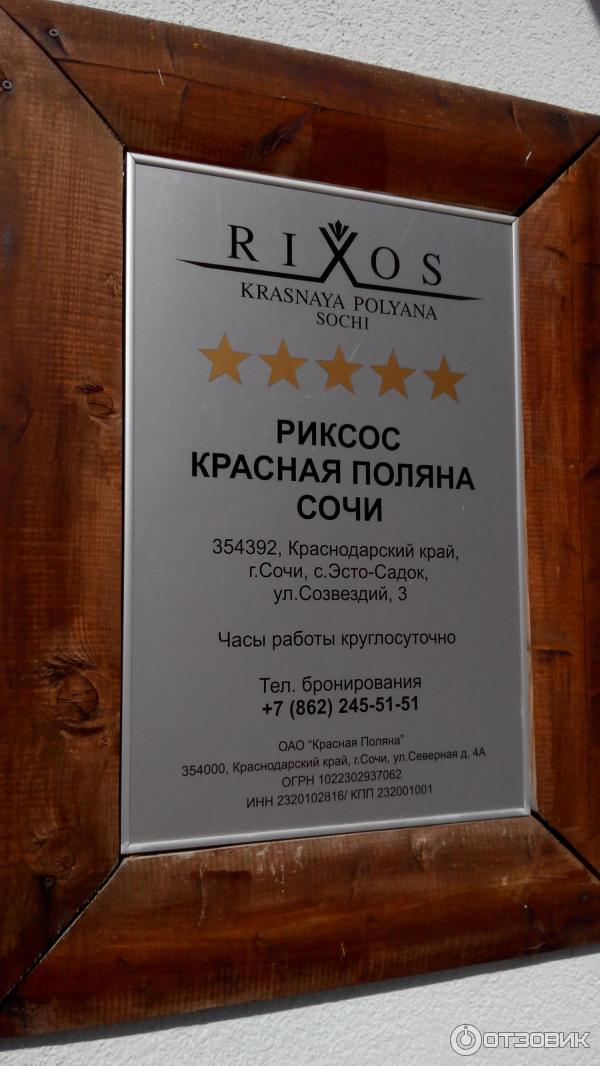 RIXOS
KRASNAYA POLYANA
SOCHI
РИКСОС
КРАСНАЯ ПОЛЯНА
СОЧИ
354392, Краснодарский край,
г.Сочи, с.Эсто-Садок,
ул.Созвездий, 3
Часы работы круглосуточно
Тел. бронирования
+7 (862) 245-51-51
ОАО "Красная Поляна"
354000, Краснодарский край, г.Сочи, ул.Северная д. 4А
ОГРН 1022302937062
ИНН 2320102816/ КПП 232001001
ОТЗОВИК